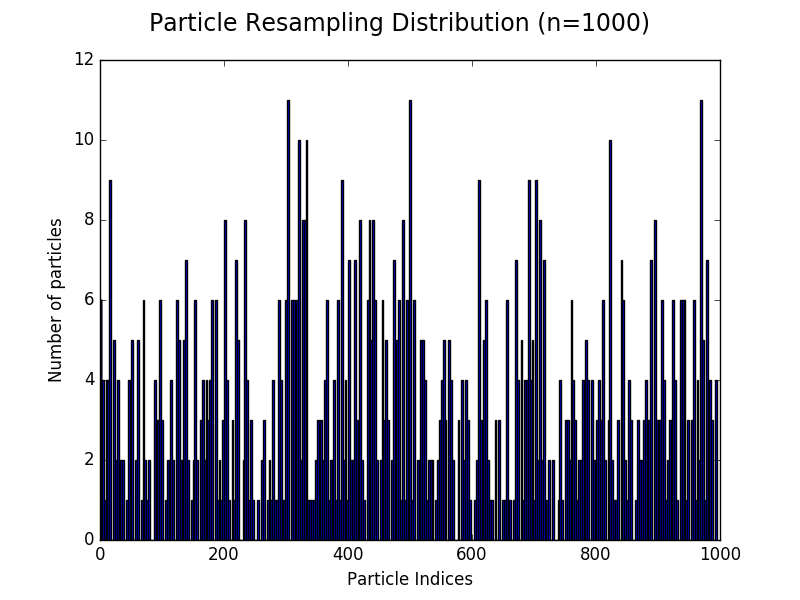 Particle Resampling Distribution (n=1000)
12
10
8
6
4
2
0
Number of particles
0 200 400 600 800 1000
Particle Indices